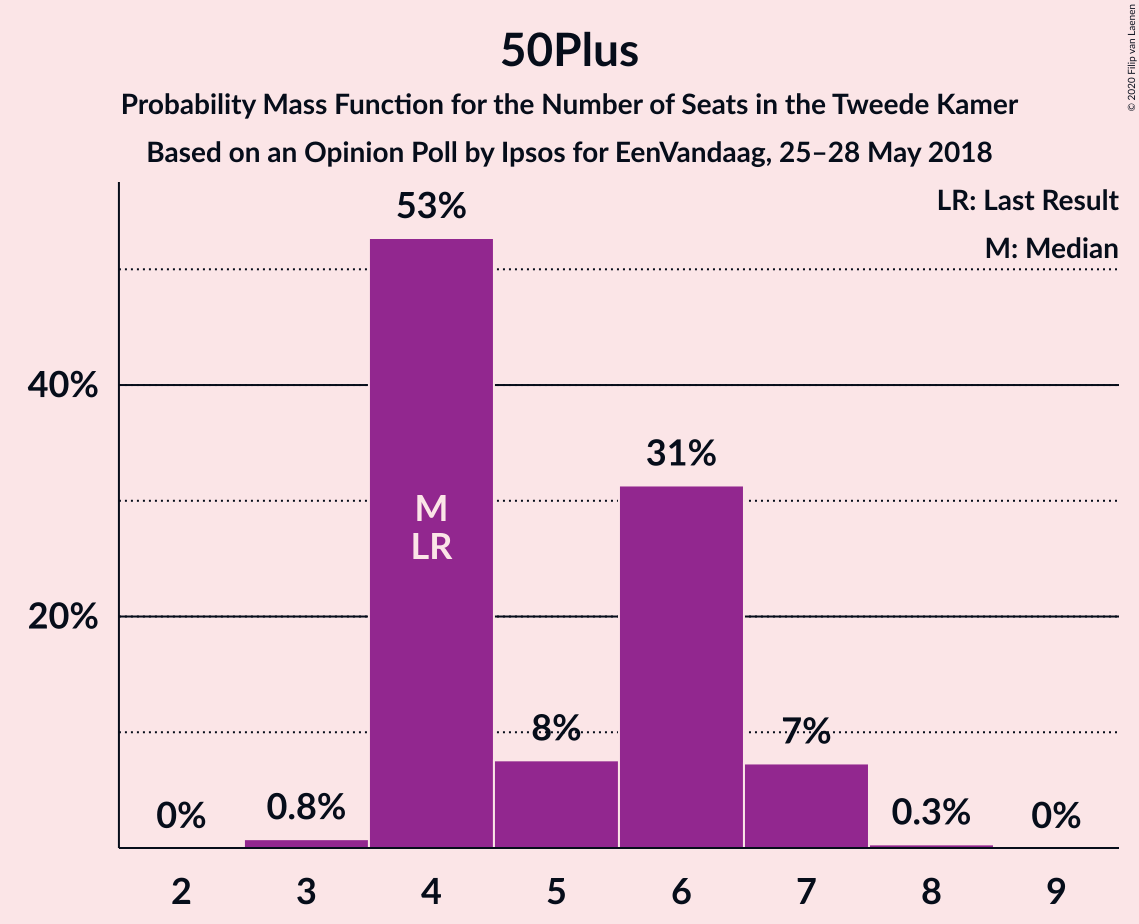 50Plus
Probability Mass Function for the Number of Seats in the Tweede Kamer
Based on an Opinion Poll by Ipsos for EenVandaag, 25–28 May 2018
© 2020 Filip van Laenen
LR: Last Result
M: Median
53%
40%
31%
M
LR
20%
8%
7%
0%
0.8%
0.3%
0%
2 3 4 5 6 7 8 9